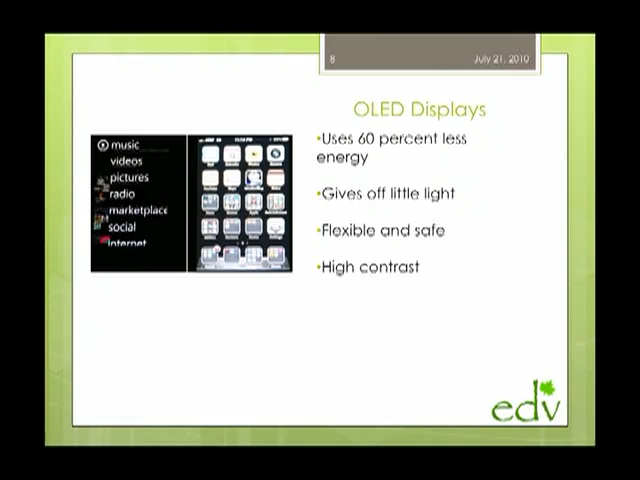 8
July 21, 2010
OLED Displays
•Uses 60 percent less
energy
•Gives off little light
•Flexible and safe
•High contrast
music
videos
pictures
radio
marketplace
social
internet
edv